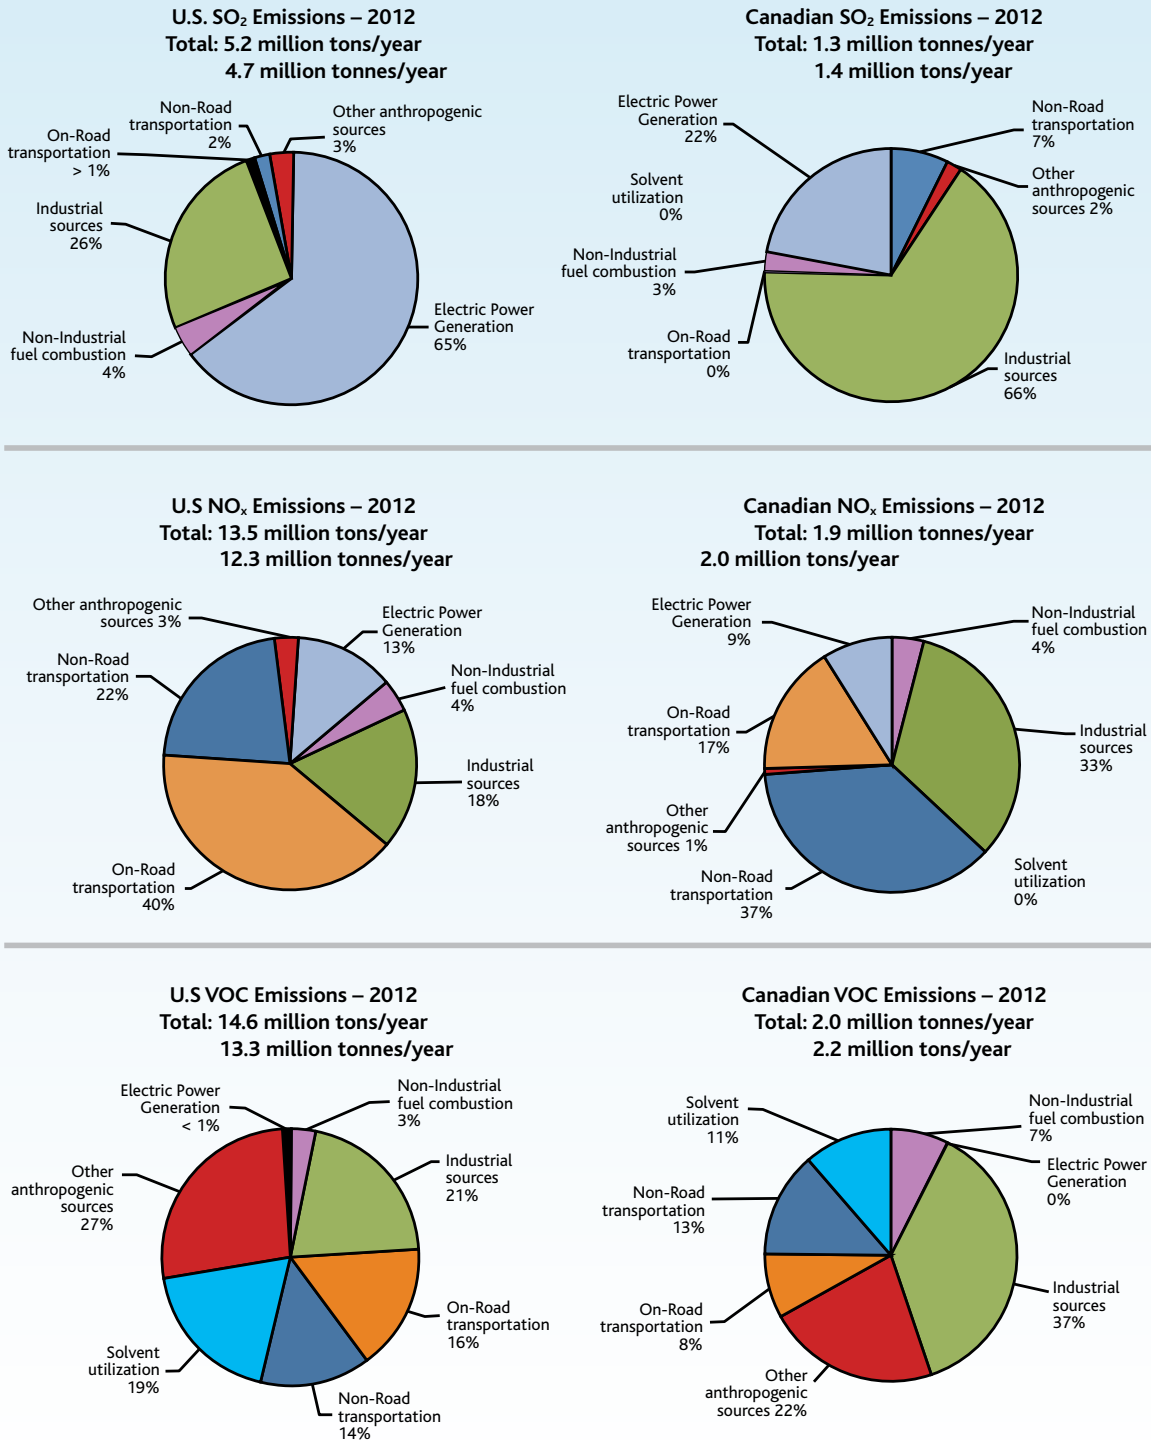 U.S. SO₂ Emissions – 2012
Total: 5.2 million tons/year
4.7 million tonnes/year
Non-Road
transportation
2%
Other anthropogenic
sources
3%
On-Road
transportation
> 1%
Industrial
sources
26%
Electric Power
Generation
65%
Non-Industrial
fuel combustion
4%
Canadian SO₂ Emissions – 2012
Total: 1.3 million tonnes/year
1.4 million tons/year
Electric Power
Generation
22%
Non-Road
transportation
7%
Other
anthropogenic
sources 2%
Solvent
utilization
0%
Non-Industrial
fuel combustion
3%
On-Road
transportation
0%
Industrial
sources
66%
U.S NOₓ Emissions – 2012
Total: 13.5 million tons/year
12.3 million tonnes/year
Other anthropogenic
sources 3%
Electric Power
Generation
13%
Non-Road
transportation
22%
Non-Industrial
fuel combustion
4%
Industrial
sources
18%
On-Road
transportation
40%
Canadian NOₓ Emissions – 2012
Total: 1.9 million tonnes/year
2.0 million tons/year
Electric Power
Generation
9%
Non-Industrial
fuel combustion
4%
On-Road
transportation
17%
Industrial
sources
33%
Other
anthropogenic
sources 1%
Non-Road
transportation
37%
Solvent
utilization
0%
U.S VOC Emissions – 2012
Total: 14.6 million tons/year
13.3 million tonnes/year
Electric Power
Generation
< 1%
Non-Industrial
fuel combustion
3%
Other
anthropogenic
sources
27%
Industrial
sources
21%
On-Road
transportation
16%
Solvent
utilization
19%
Non-Road
transportation
14%
Canadian VOC Emissions – 2012
Total: 2.0 million tonnes/year
2.2 million tons/year
Solvent
utilization
11%
Non-Industrial
fuel combustion
7%
Electric Power
Generation
0%
Non-Road
transportation
13%
Industrial
sources
37%
On-Road
transportation
8%
Other
anthropogenic
sources 22%